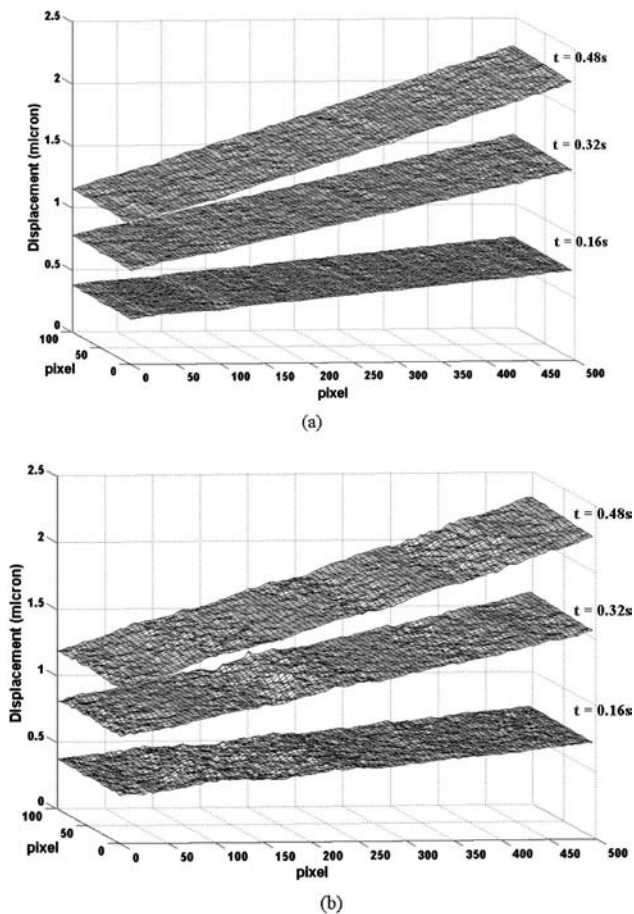 2.5
t = 0.48s
2
1.5
t = 0.32s
Displacement (micron)
1
t = 0.16s
0.5
0
100
50
0
pixel
0 50 100 150 200 250 300 350 400 450 500
pixel
(a)
2.5
t = 0.48s
2
1.5
t = 0.32s
Displacement (micron)
1
t = 0.16s
0.5
0
100
50
0
pixel
0 50 100 150 200 250 300 350 400 450 500
pixel
(b)